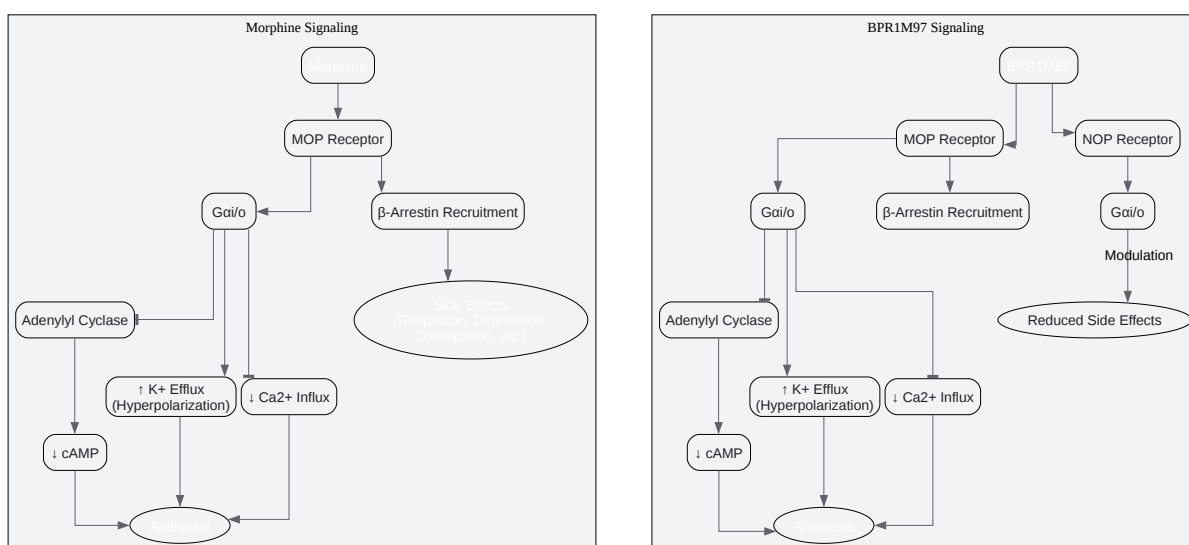 Morphine Signaling
Morphine
MOP Receptor
Gαi/o
β-Arrestin Recruitment
Adenylyl Cyclase
Side Effects
(Respiratory Depression,
Constipation, etc.)
↑ K+ Efflux
(Hyperpolarization)
↓ Ca2+ Influx
↓ cAMP
Analgesia
BPR1M97 Signaling
BPR1M97
MOP Receptor
NOP Receptor
Gαi/o
β-Arrestin Recruitment
Gαi/o
Modulation
Adenylyl Cyclase
Reduced Side Effects
↑ K+ Efflux
(Hyperpolarization)
↓ Ca2+ Influx
↓ cAMP
Analgesia